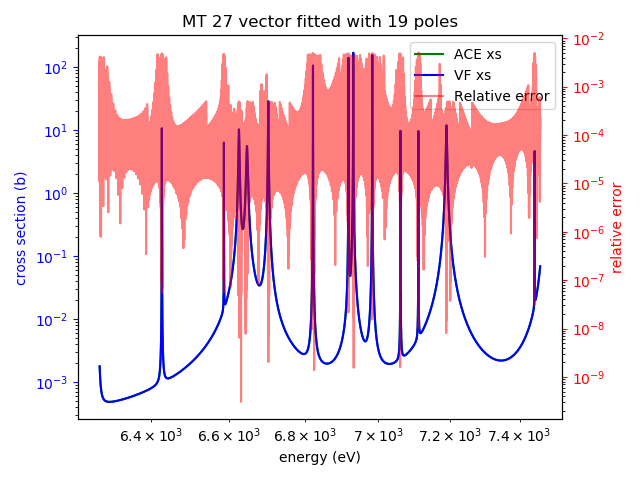 MT 27 vector fitted with 19 poles
ACE xs
VF xs
Relative error
cross section (b)
10²
10¹
10⁰
10⁻¹
10⁻²
10⁻³
10⁻²
10⁻³
10⁻⁴
10⁻⁵
10⁻⁶
10⁻⁷
10⁻⁸
10⁻⁹
relative error
6.4 × 10³ 6.6 × 10³ 6.8 × 10³ 7 × 10³ 7.2 × 10³ 7.4 × 10³
energy (eV)